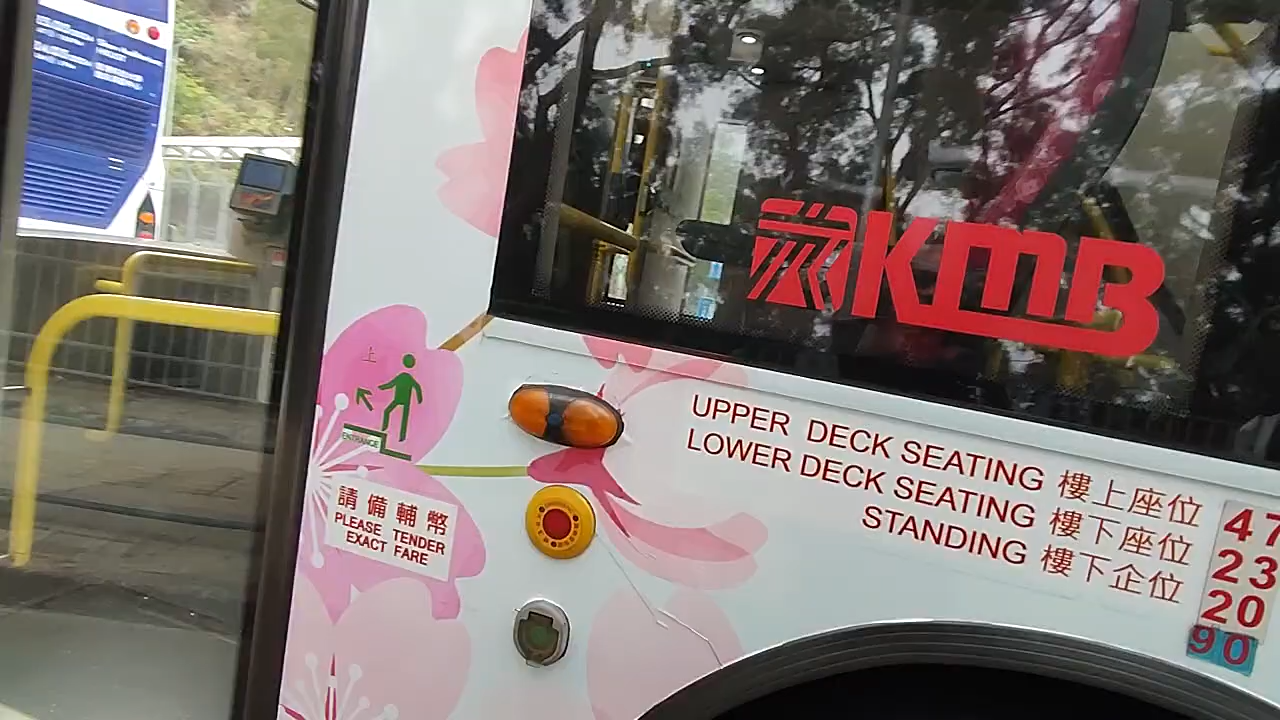 KMB
上
ENTRANCE
請備輔幣
PLEASE TENDER
EXACT FARE
UPPER DECK SEATING 樓上座位 47
LOWER DECK SEATING 樓下座位 23
STANDING 樓下企位 20
90